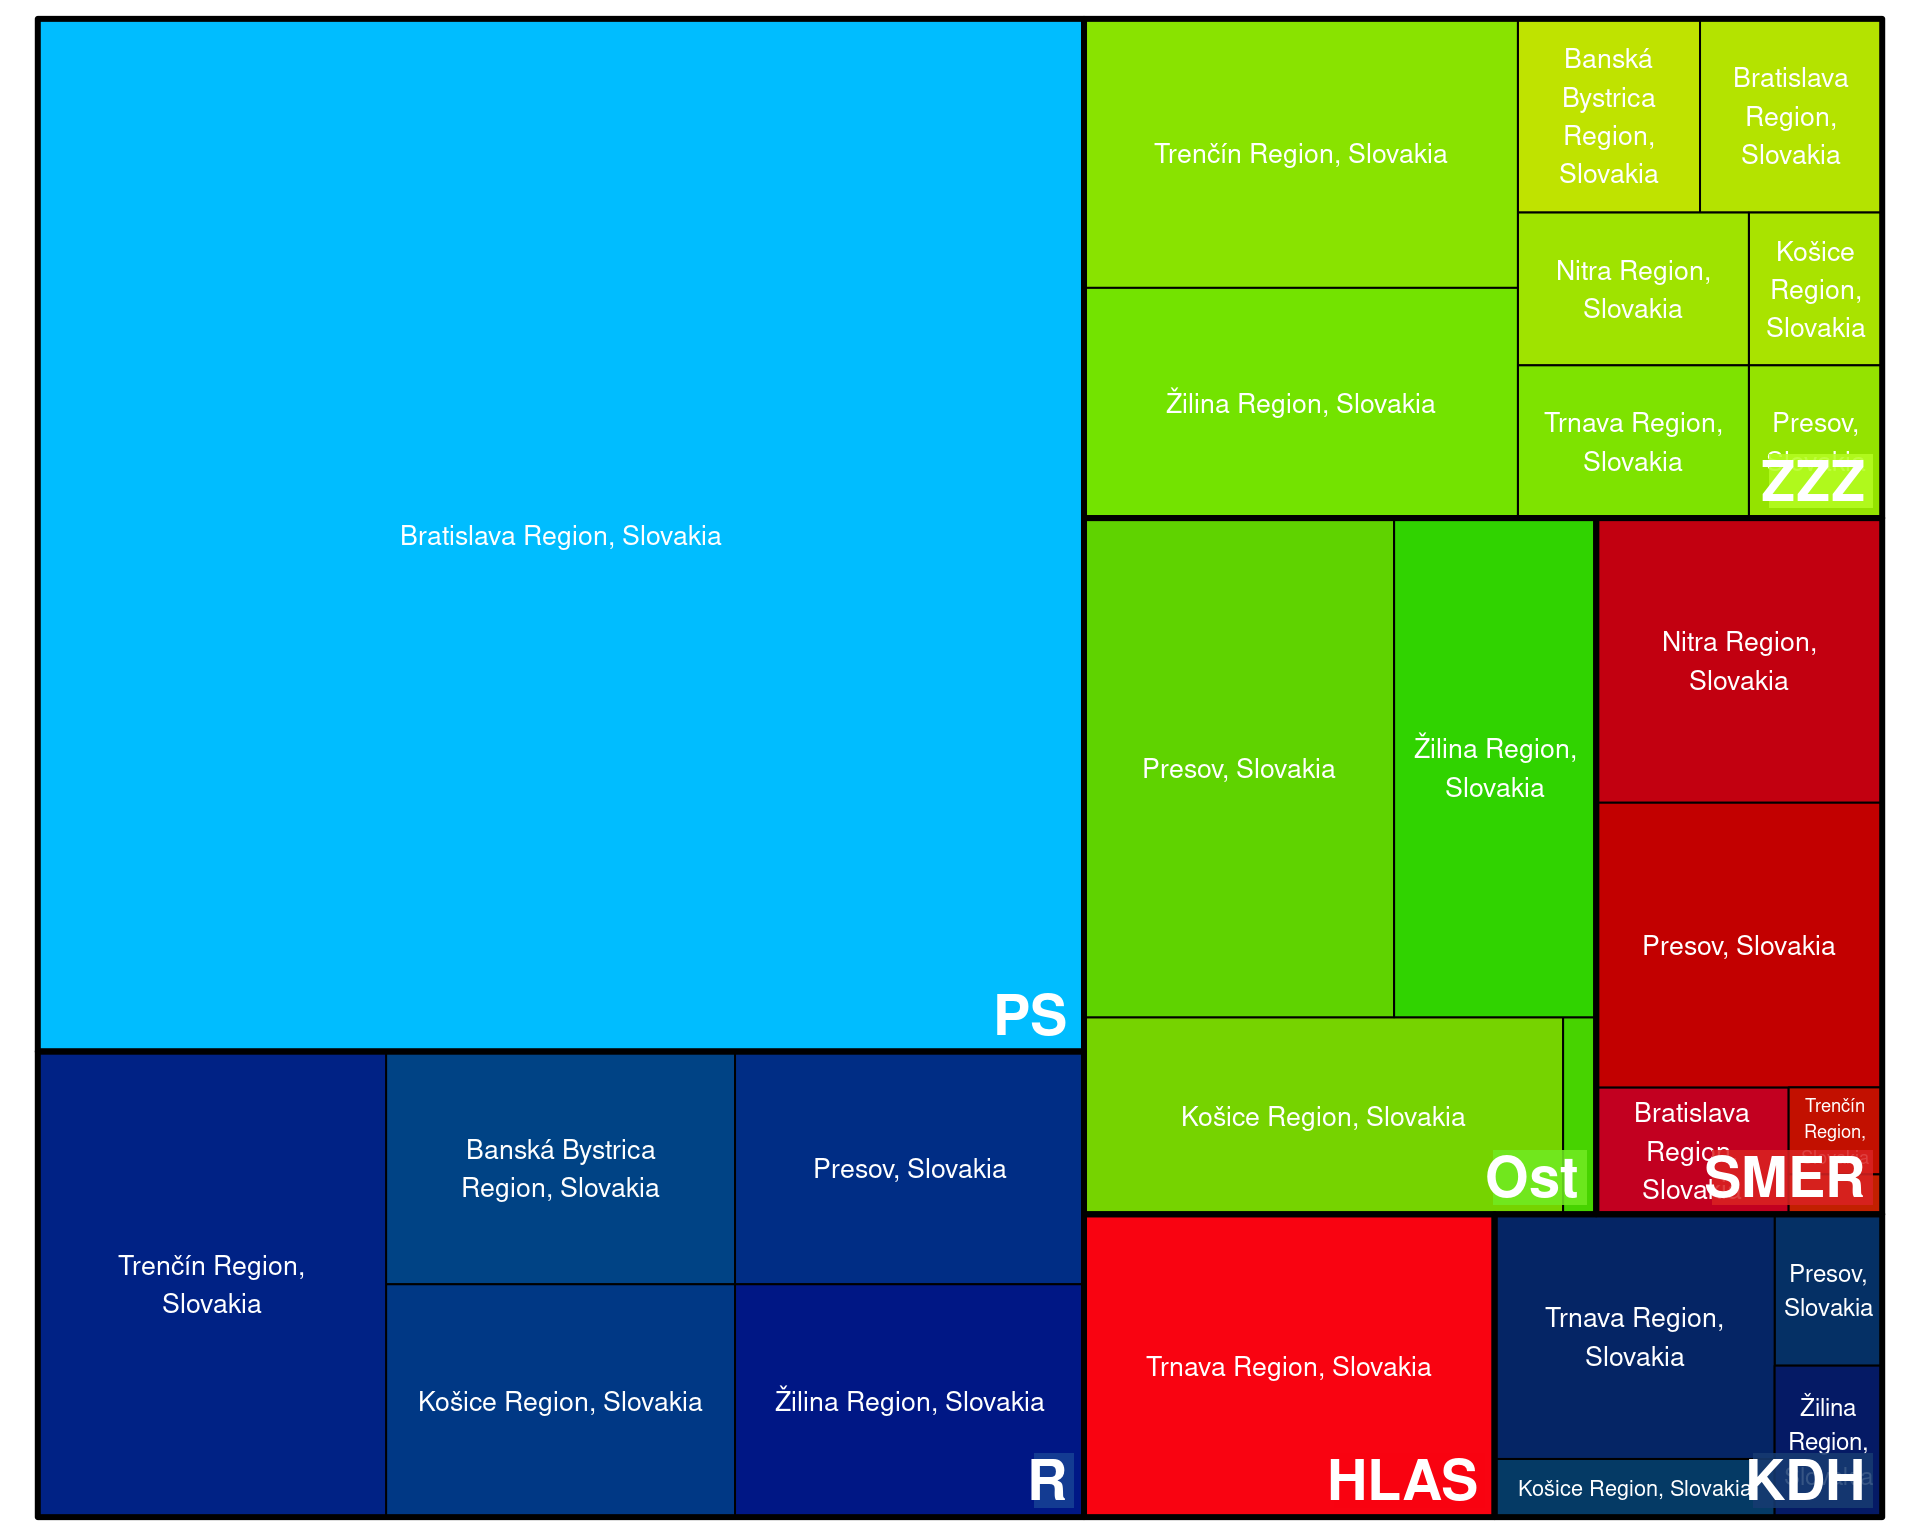 Bratislava Region, Slovakia
PS
Trenčín Region,
Slovakia
Banská Bystrica
Region, Slovakia
Presov, Slovakia
Košice Region, Slovakia
Žilina Region, Slovakia
R
Trenčín Region, Slovakia
Žilina Region, Slovakia
Banská
Bystrica
Region,
Slovakia
Bratislava
Region,
Slovakia
Nitra Region,
Slovakia
Košice
Region,
Slovakia
Trnava Region,
Slovakia
Presov,
ZZZ
Presov, Slovakia
Žilina Region,
Slovakia
Košice Region, Slovakia
Ost
Nitra Region,
Slovakia
Presov, Slovakia
Bratislava
Region,
Slovakia
Trenčín
Region,
Slovakia
SMER
Trnava Region, Slovakia
HLAS
Trnava Region,
Slovakia
Presov,
Slovakia
Žilina
Region,
Slovakia
Košice Region, Slovakia
KDH